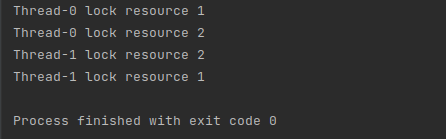 Thread-0 lock resource 1
Thread-0 lock resource 2
Thread-1 lock resource 2
Thread-1 lock resource 1
Process finished with exit code 0